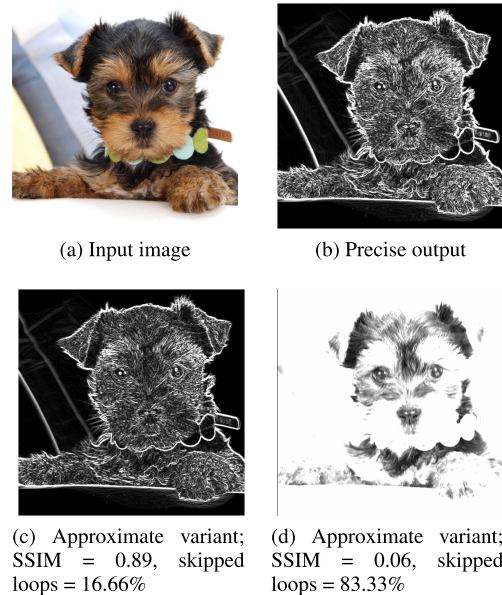 (a) Input image
(b) Precise output
(c) Approximate variant;
SSIM = 0.89, skipped
loops = 16.66%
(d) Approximate variant;
SSIM = 0.06, skipped
loops = 83.33%